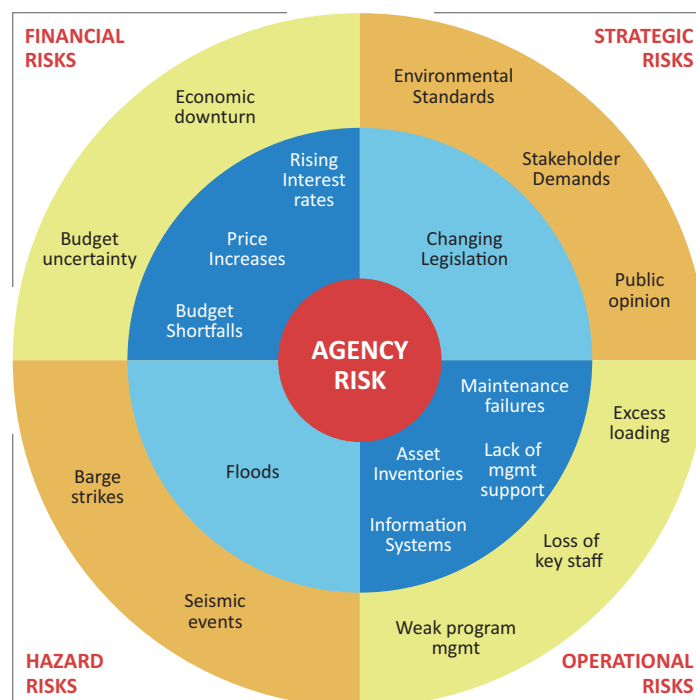 FINANCIAL
RISKS
STRATEGIC
RISKS
Economic
downturn
Environmental
Standards
Rising
Interest
rates
Stakeholder
Demands
Budget
uncertainty
Price
Increases
Changing
Legislation
Public
opinion
Budget
Shortfalls
AGENCY
RISK
Maintenance
failures
Excess
loading
Barge
strikes
Floods
Asset
Inventories
Lack of
mgmt
support
Information
Systems
Loss of
key staff
Seismic
events
Weak program
mgmt
HAZARD
RISKS
OPERATIONAL
RISKS